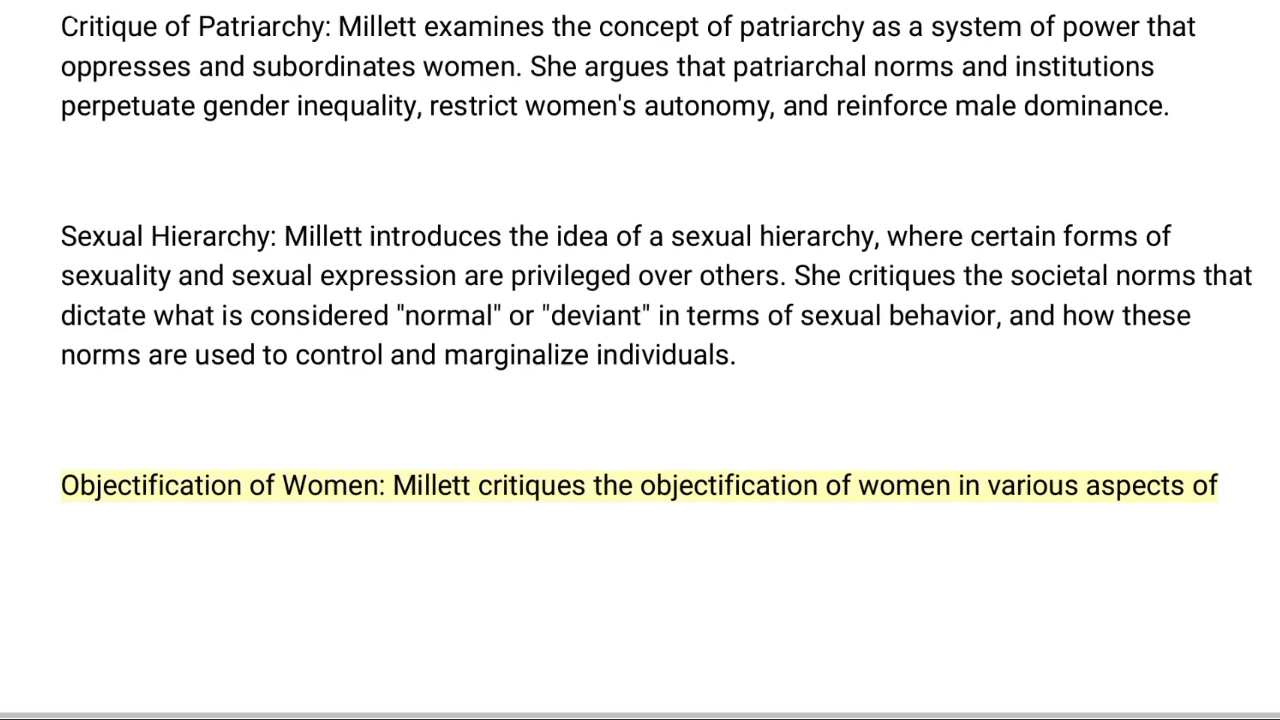 Critique of Patriarchy: Millett examines the concept of patriarchy as a system of power that
oppresses and subordinates women. She argues that patriarchal norms and institutions
perpetuate gender inequality, restrict women's autonomy, and reinforce male dominance.
Sexual Hierarchy: Millett introduces the idea of a sexual hierarchy, where certain forms of
sexuality and sexual expression are privileged over others. She critiques the societal norms that
dictate what is considered "normal" or "deviant" in terms of sexual behavior, and how these
norms are used to control and marginalize individuals.
Objectification of Women: Millett critiques the objectification of women in various aspects of